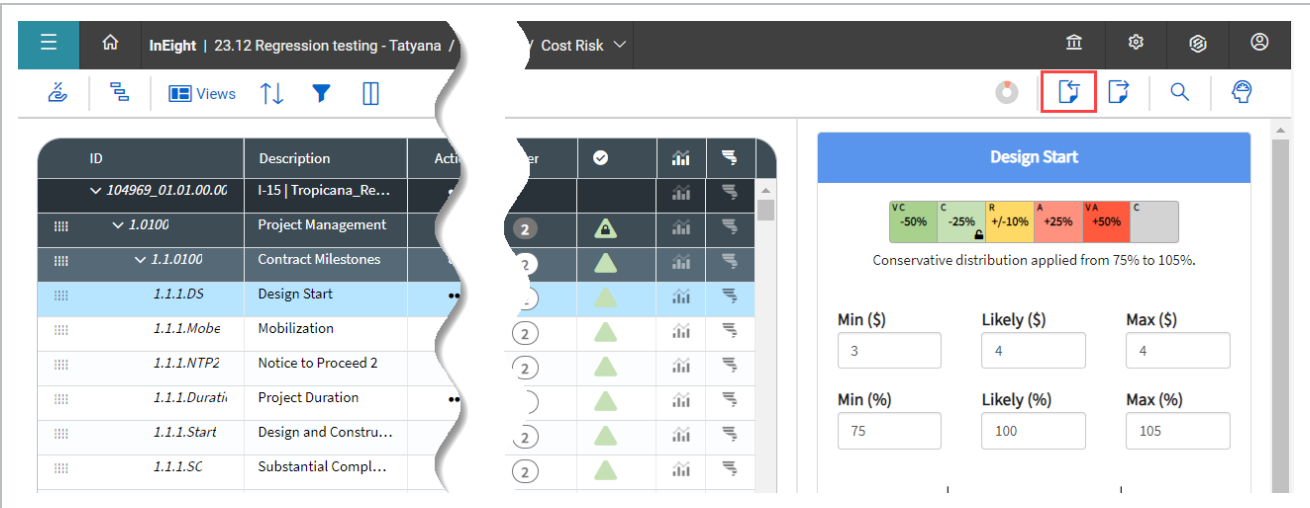 InEight | 23.12 Regression testing - Tatyana / / Cost Risk
Views
ID Description
104969_01.01.00.00 I-15 | Tropicana_Re...
1.0100 Project Management 2
1.1.0100 Contract Milestones 2
1.1.1.DS Design Start
1.1.1.Mobe Mobilization 2
1.1.1.NTP2 Notice to Proceed 2 2
1.1.1.Durati Project Duration
1.1.1.Start Design and Constru... 2
1.1.1.SC Substantial Compl... 2
Design Start
VC C R A VA C
-50% -25% +/-10% +25% +50%
Conservative distribution applied from 75% to 105%.
Min ($) Likely ($) Max ($)
3 4 4
Min (%) Likely (%) Max (%)
75 100 105